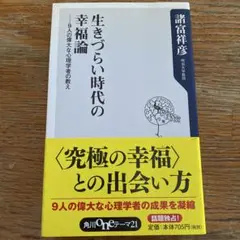 生きづらい時代の
幸福論
──9人の偉大な心理学者の教え
諸富祥彦
〈究極の幸福〉
との出会い方
9人の偉大な心理学者の成果を凝縮
角川oneテーマ21
話題独占!
定価:本体705円(税別)